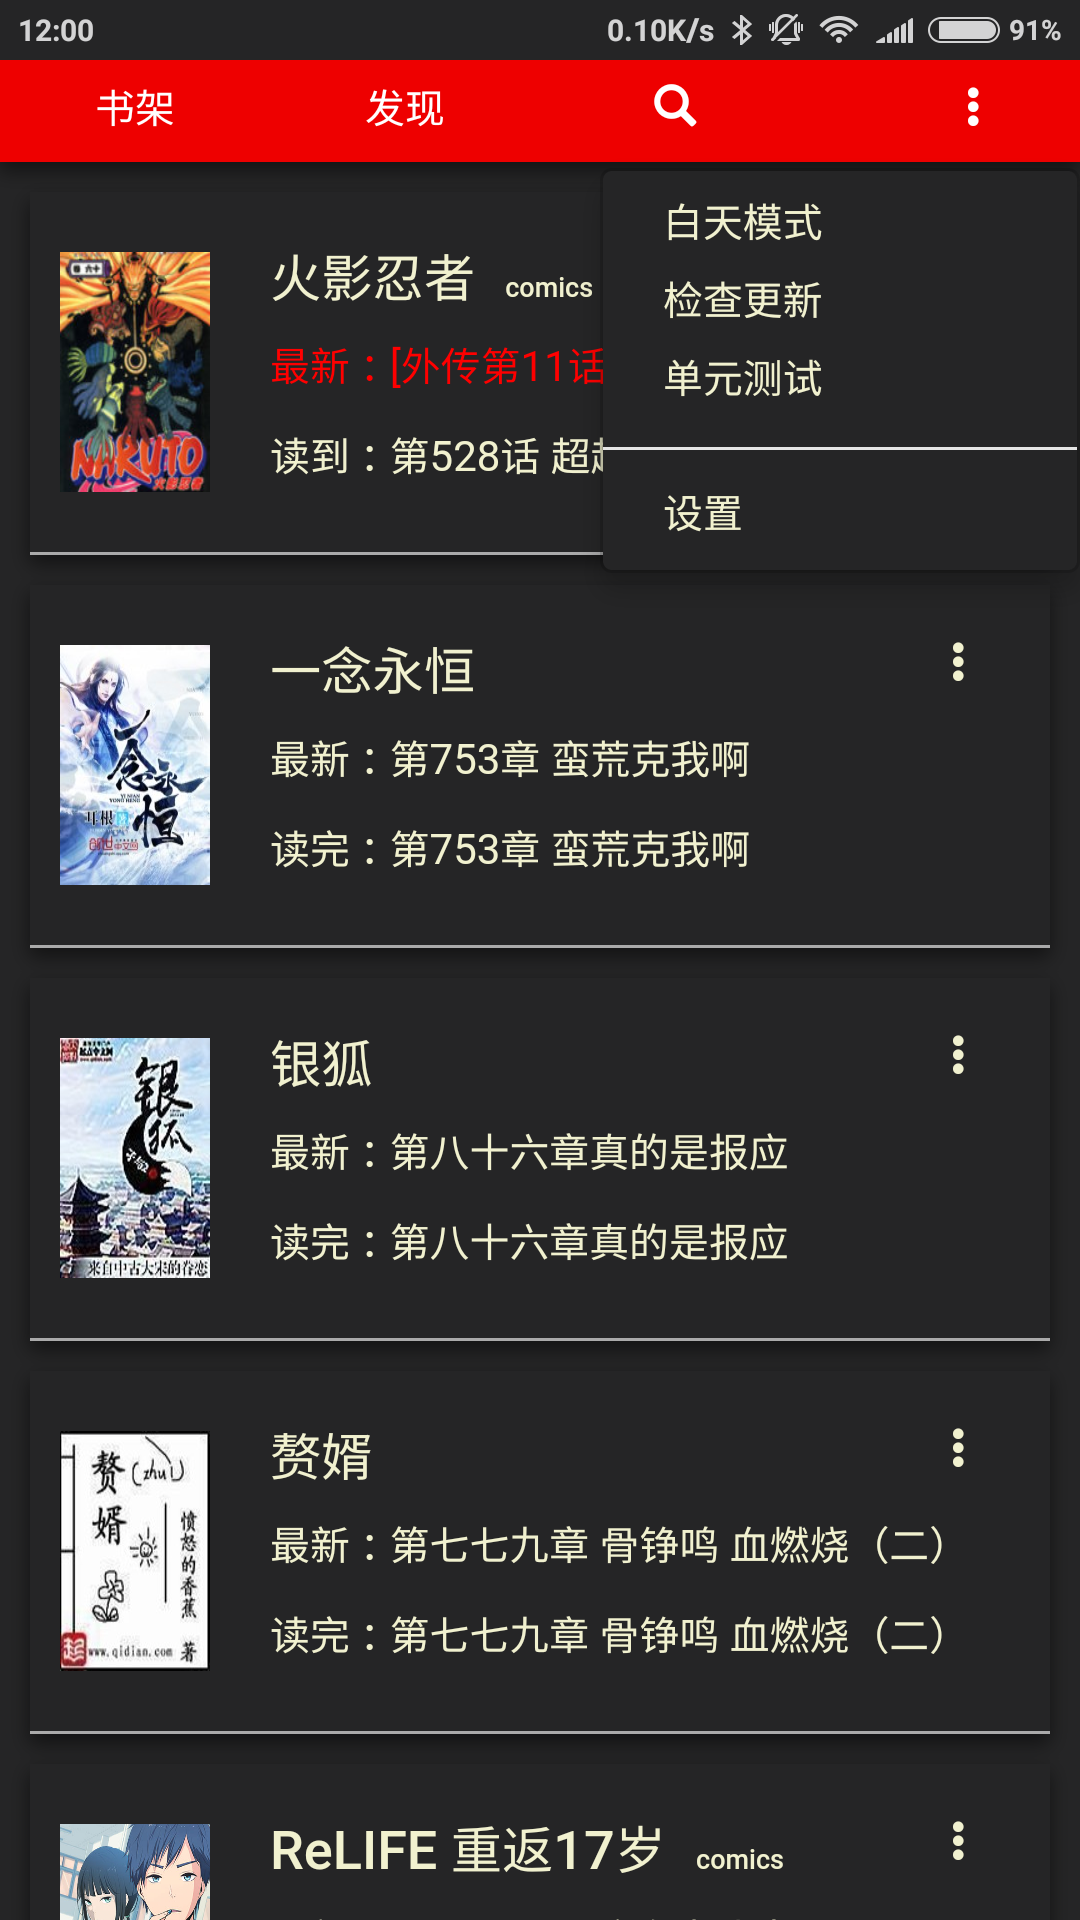 12:00 0.10K/s 91%
书架 发现
白天模式
检查更新
单元测试
设置
火影忍者 comics
最新：[外传第11话
读到：第528话 超
NARUTO
火影忍者
一念永恒
最新：第753章 蛮荒克我啊
读完：第753章 蛮荒克我啊
一念永恒
耳根
银狐
最新：第八十六章真的是报应
读完：第八十六章真的是报应
银狐
来自中古大宋的眷恋
赘婿
最新：第七七九章 骨铮鸣 血燃烧（二）
读完：第七七九章 骨铮鸣 血燃烧（二）
赘婿
(zhui)
愤怒的香蕉 著
www.qidian.com
ReLIFE 重返17岁 comics